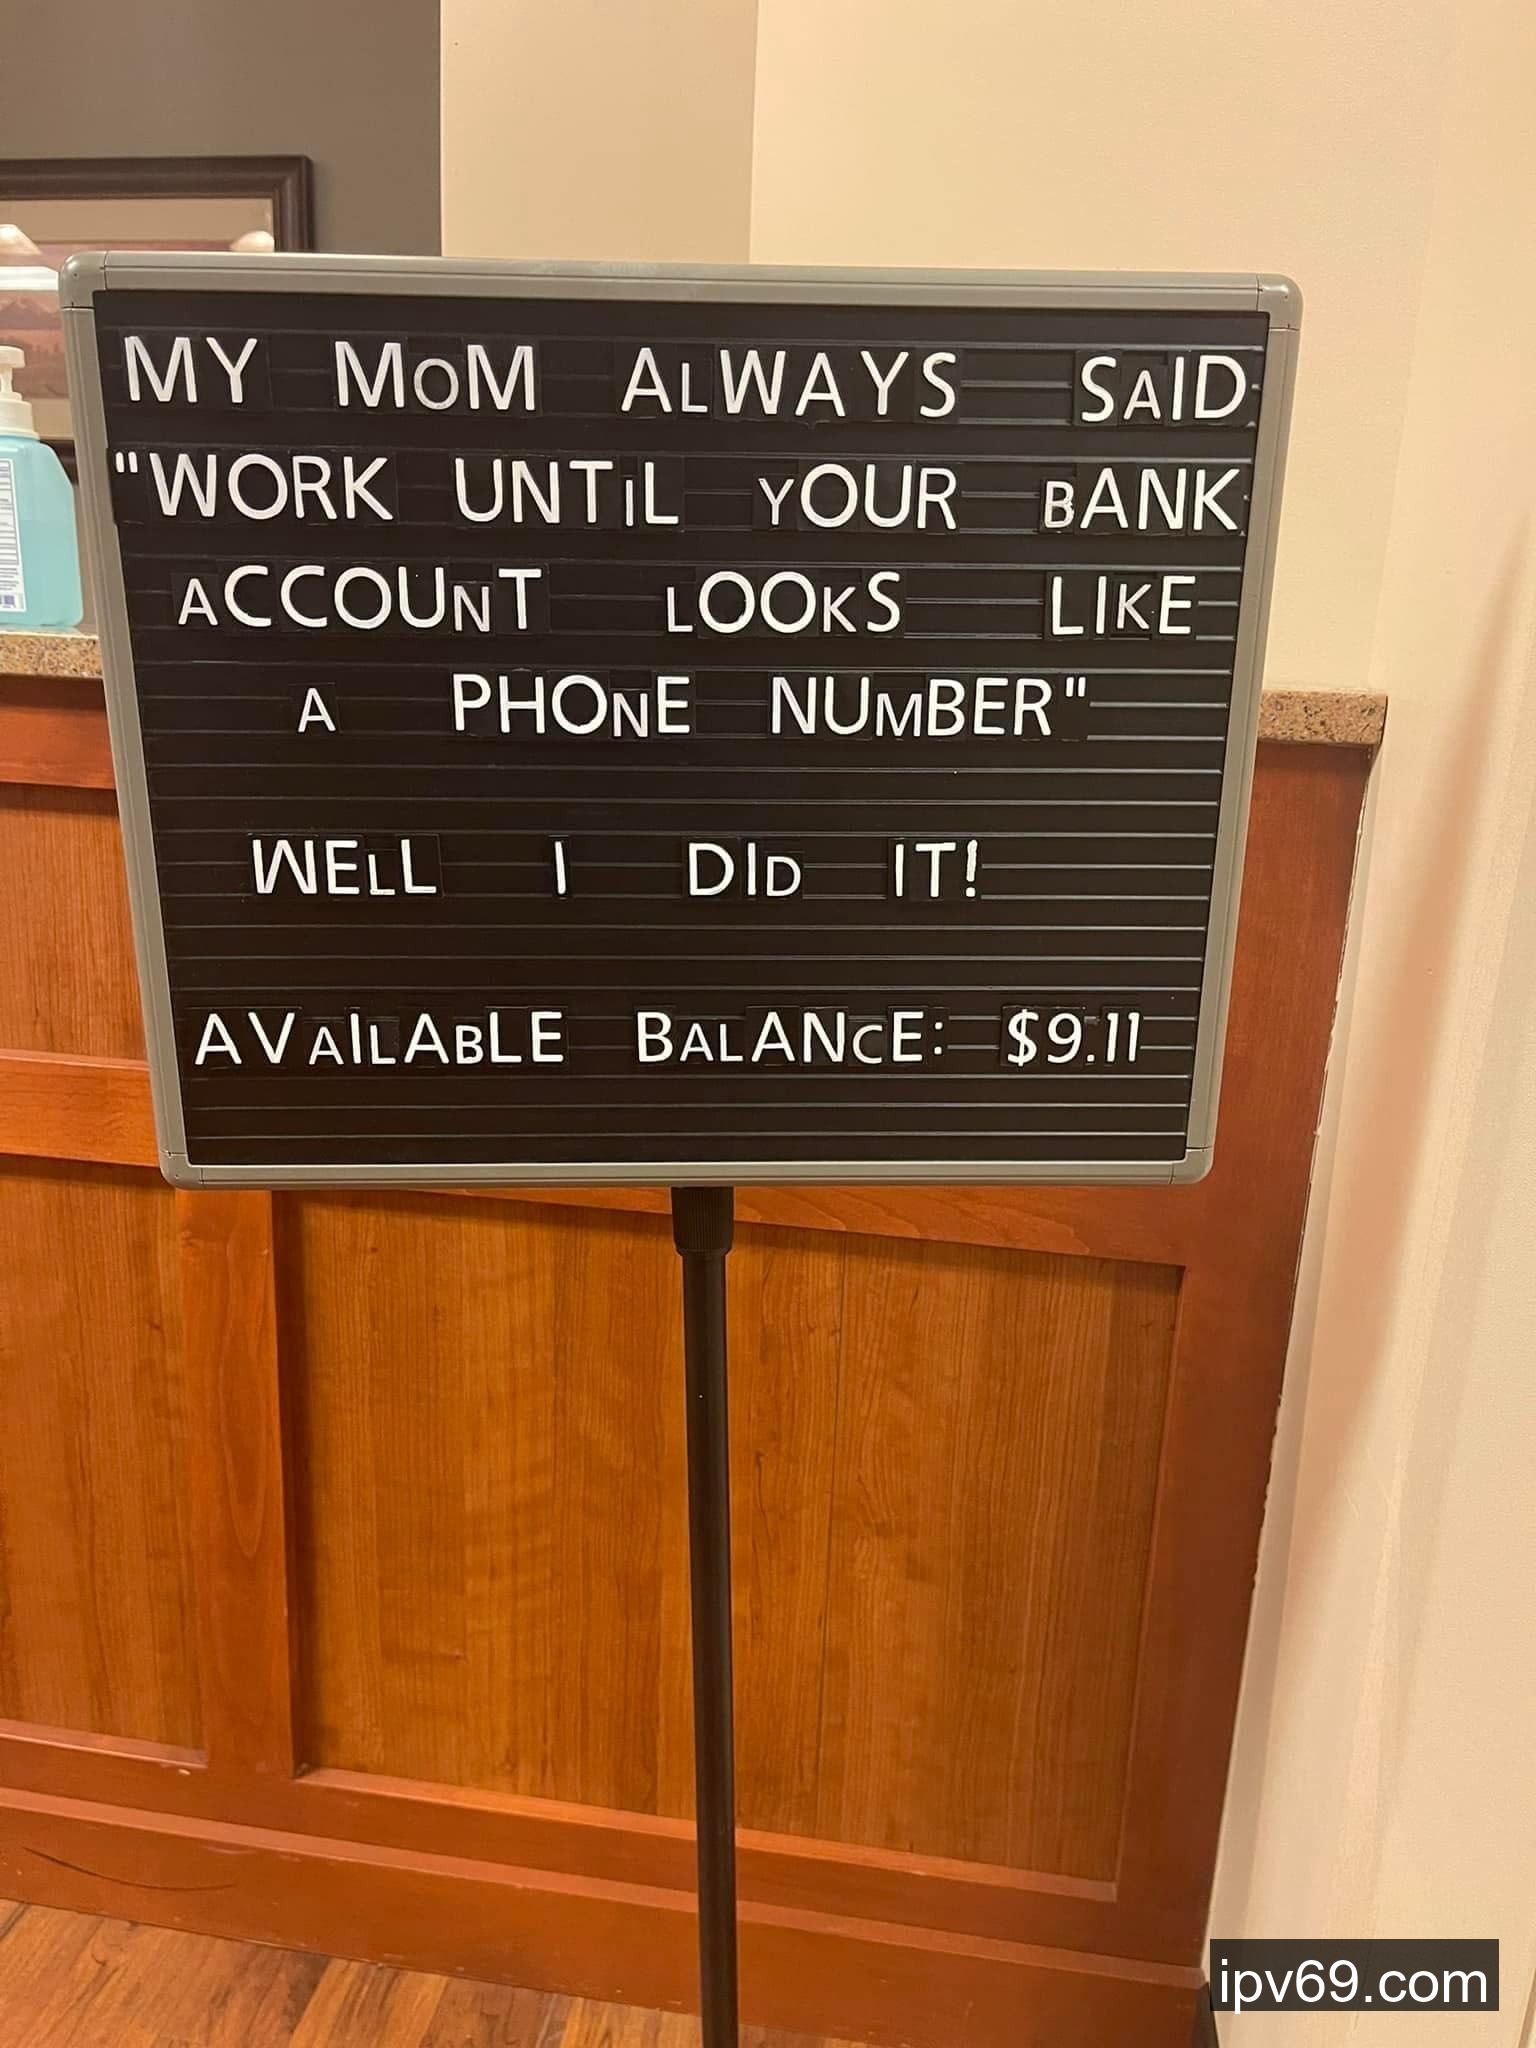 MY MoM ALWAYS SAID
"WORK UNTiL YOUR BANK
ACCOUNT LOOKS LIKE
A PHONE NUMBER"
WELL I DID IT!
AVAILABLE BALANCE: $9.11
ipv69.com